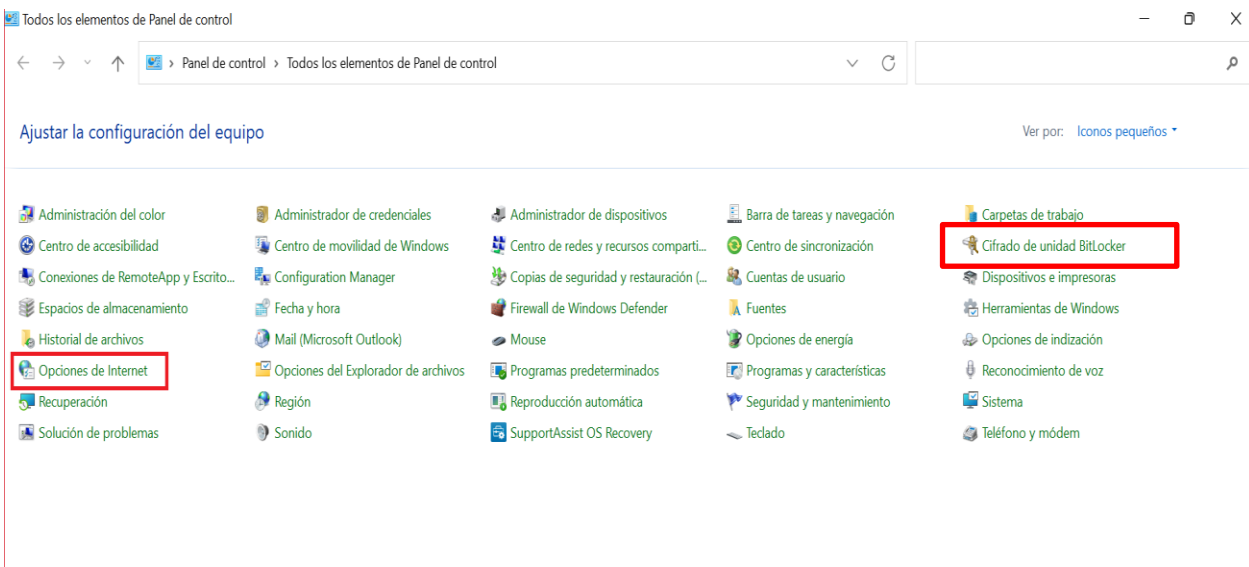 Todos los elementos de Panel de control
Panel de control > Todos los elementos de Panel de control
Ajustar la configuración del equipo
Ver por: Iconos pequeños
Administración del color
Administrador de credenciales
Administrador de dispositivos
Barra de tareas y navegación
Carpetas de trabajo
Centro de accesibilidad
Centro de movilidad de Windows
Centro de redes y recursos comparti...
Centro de sincronización
Cifrado de unidad BitLocker
Conexiones de RemoteApp y Escrito...
Configuration Manager
Copias de seguridad y restauración (...
Cuentas de usuario
Dispositivos e impresoras
Espacios de almacenamiento
Fecha y hora
Firewall de Windows Defender
Fuentes
Herramientas de Windows
Historial de archivos
Mail (Microsoft Outlook)
Mouse
Opciones de energía
Opciones de indización
Opciones de Internet
Opciones del Explorador de archivos
Programas predeterminados
Programas y características
Reconocimiento de voz
Recuperación
Región
Reproducción automática
Seguridad y mantenimiento
Sistema
Solución de problemas
Sonido
SupportAssist OS Recovery
Teclado
Teléfono y módem